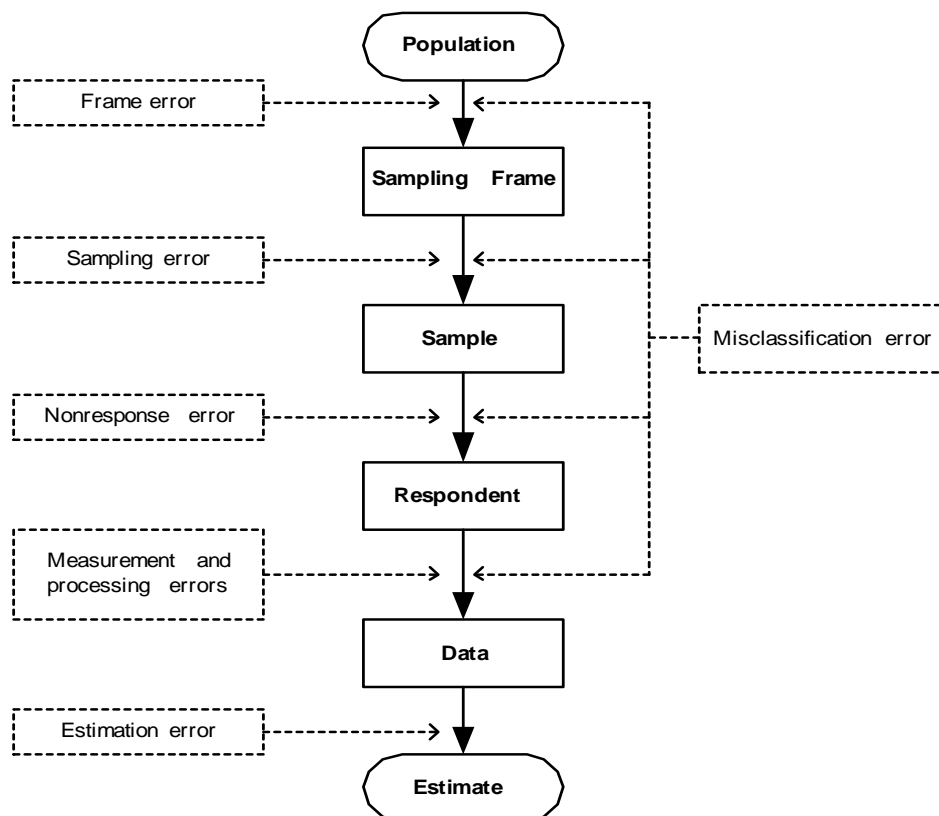 Population
Frame error
Sampling Frame
Sampling error
Sample
Misclassification error
Nonresponse error
Respondent
Measurement and
processing errors
Data
Estimation error
Estimate